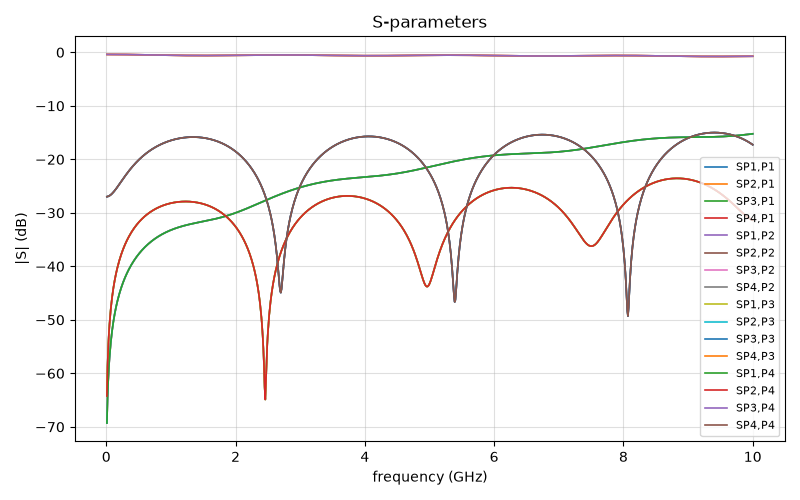 S-parameters
0
−10
−20
−30
−40
−50
−60
−70
|S| (dB)
SP1,P1
SP2,P1
SP3,P1
SP4,P1
SP1,P2
SP2,P2
SP3,P2
SP4,P2
SP1,P3
SP2,P3
SP3,P3
SP4,P3
SP1,P4
SP2,P4
SP3,P4
SP4,P4
0 2 4 6 8 10
frequency (GHz)